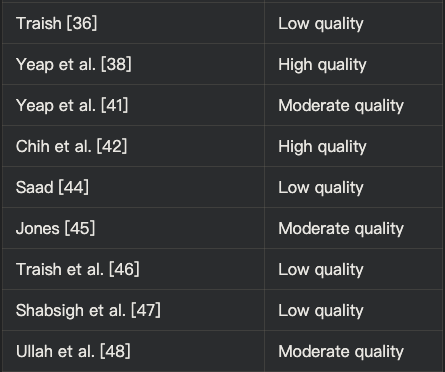 Traish [36] Low quality
Yeap et al. [38] High quality
Yeap et al. [41] Moderate quality
Chih et al. [42] High quality
Saad [44] Low quality
Jones [45] Moderate quality
Traish et al. [46] Low quality
Shabsigh et al. [47] Low quality
Ullah et al. [48] Moderate quality